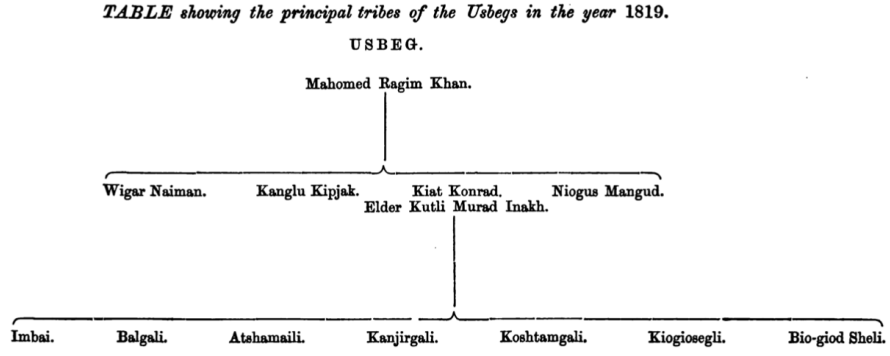 TABLE showing the principal tribes of the Usbegs in the year 1819.
USBEG.
Mahomed Ragim Khan.
Wigar Naiman. Kanglu Kipjak. Kiat Konrad. Niogus Mangud.
Elder Kutli Murad Inakh.
Imbai. Balgali. Atshamaili. Kanjirgali. Koshtamgali. Kiogiosegli. Bio-giod Sheli.